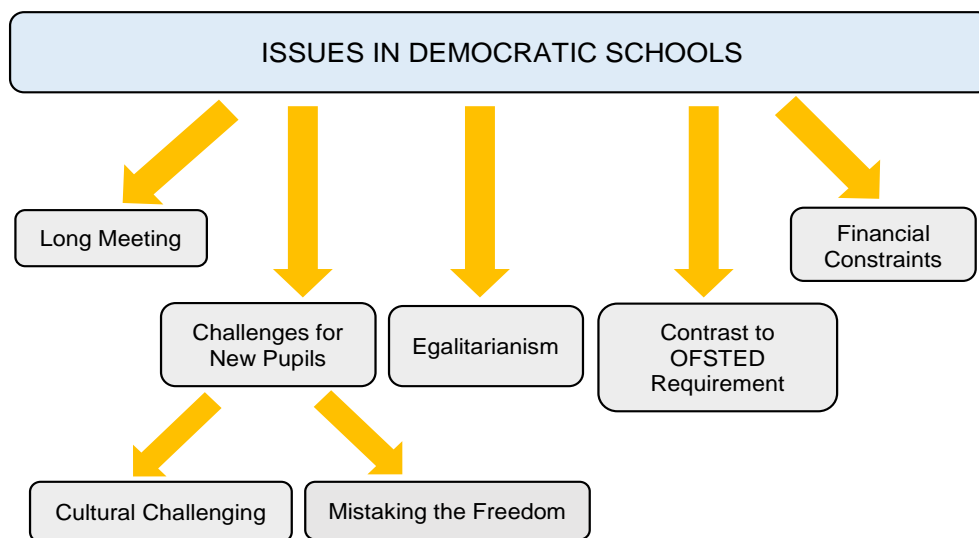 ISSUES IN DEMOCRATIC SCHOOLS
Long Meeting
Financial
Constraints
Challenges for
New Pupils
Egalitarianism
Contrast to
OFSTED
Requirement
Cultural Challenging
Mistaking the Freedom